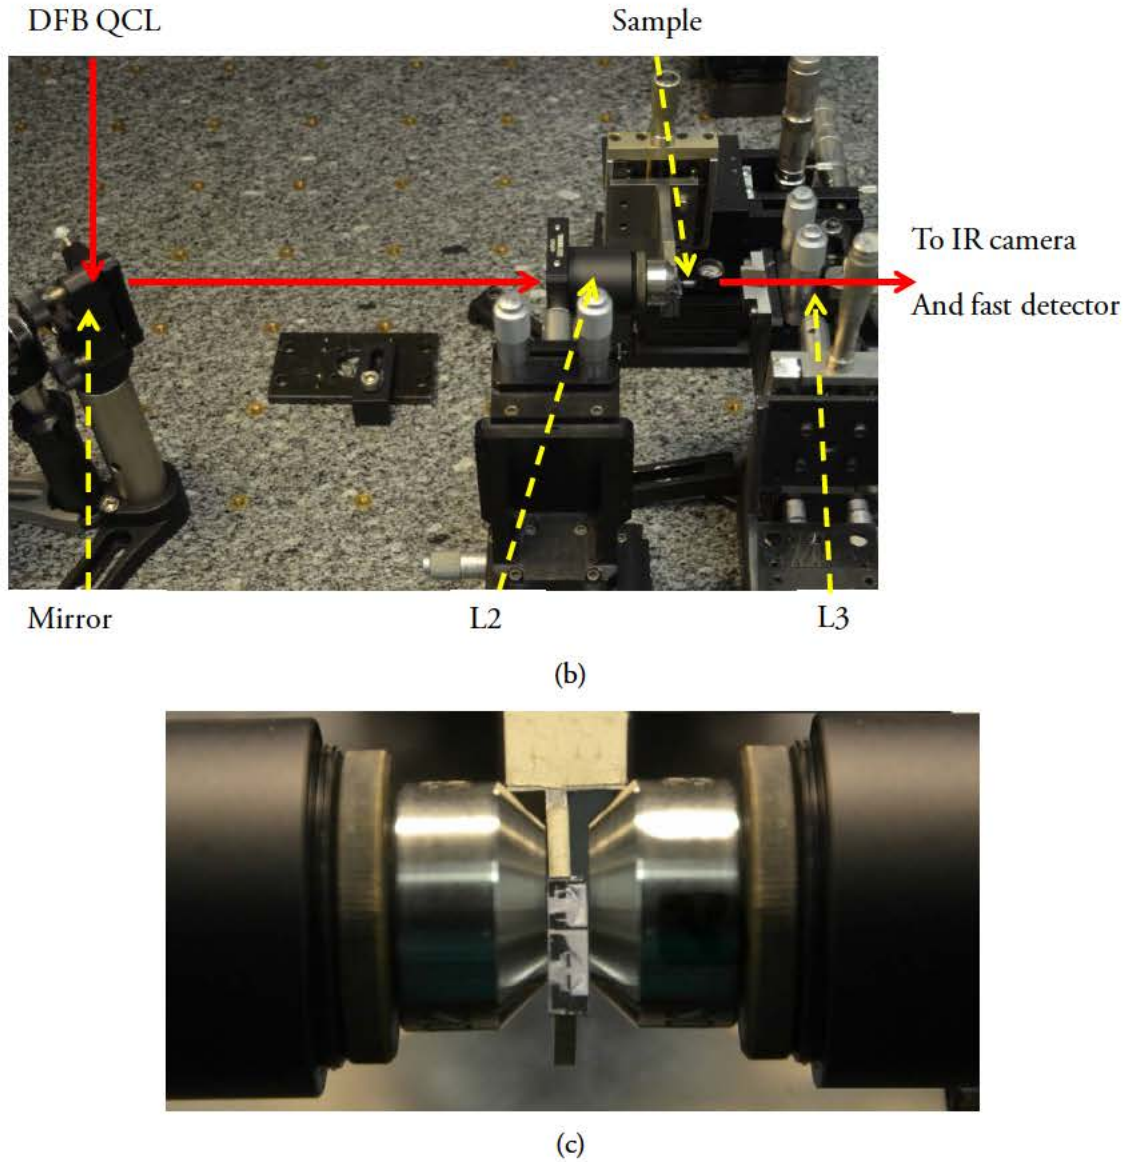 DFB QCL
Sample
To IR camera
And fast detector
Mirror
L2
L3
(b)
(c)